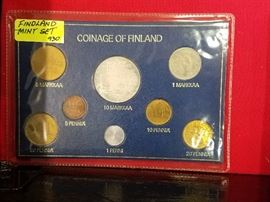 FINDLAND
MINT SET
COINAGE OF FINLAND
5 MARKKAA
10 MARKKAA
1 MARKKA
5 PENNIÄ
10 PENNIÄ
1 PENNI
20 PENNIÄ